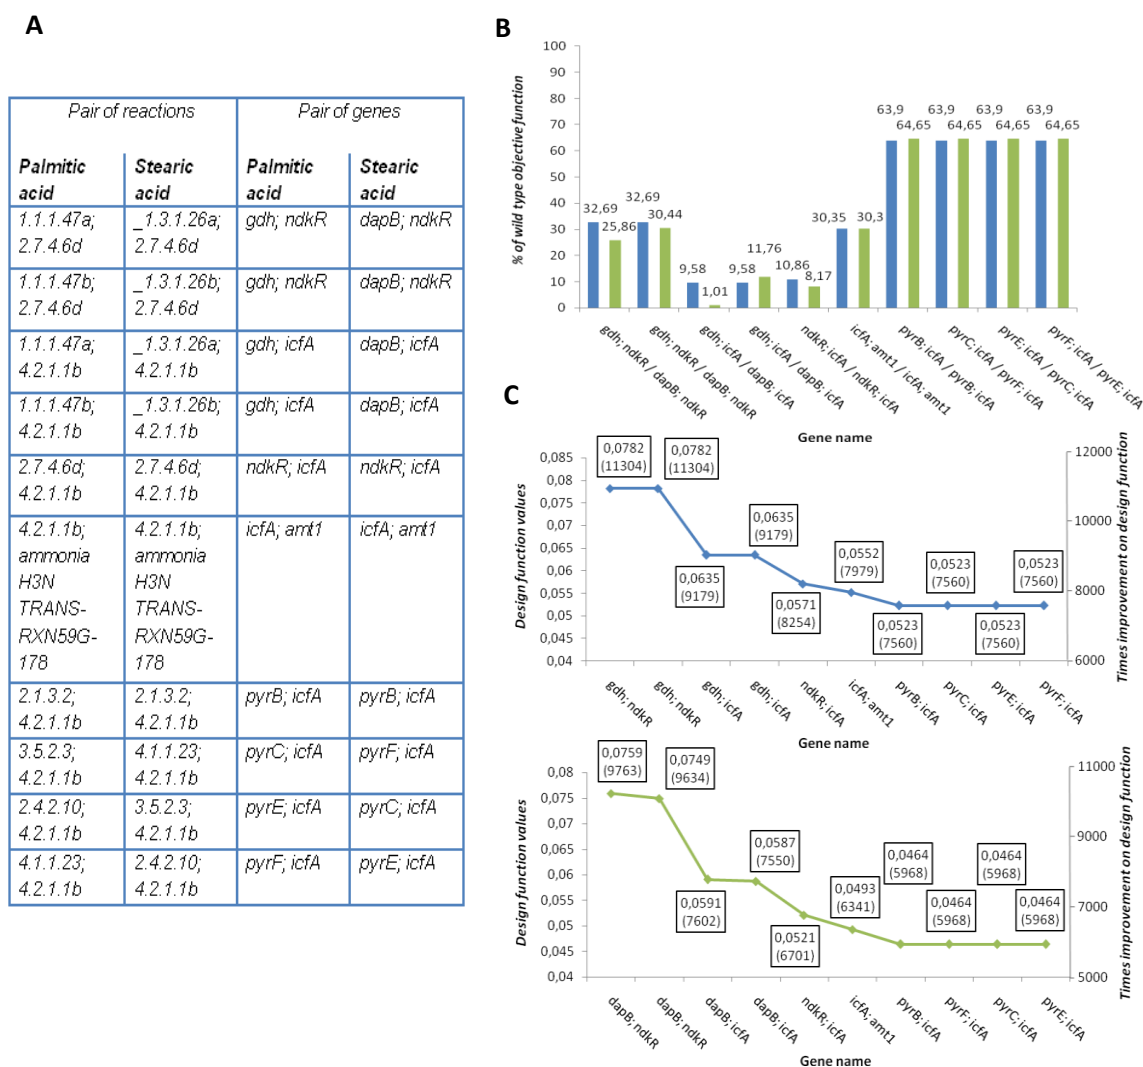 A
Pair of reactions Pair of genes
Palmitic acid Stearic acid Palmitic acid Stearic acid
1.1.1.47a; 2.7.4.6d _1.3.1.26a; 2.7.4.6d gdh; ndkR dapB; ndkR
1.1.1.47b; 2.7.4.6d _1.3.1.26b; 2.7.4.6d gdh; ndkR dapB; ndkR
1.1.1.47a; 4.2.1.1b _1.3.1.26a; 4.2.1.1b gdh; icfA dapB; icfA
1.1.1.47b; 4.2.1.1b _1.3.1.26b; 4.2.1.1b gdh; icfA dapB; icfA
2.7.4.6d; 4.2.1.1b 2.7.4.6d; 4.2.1.1b ndkR; icfA ndkR; icfA
4.2.1.1b; ammonia H3N TRANS-RXN59G-178 4.2.1.1b; ammonia H3N TRANS-RXN59G-178 icfA; amt1 icfA; amt1
2.1.3.2; 4.2.1.1b 2.1.3.2; 4.2.1.1b pyrB; icfA pyrB; icfA
3.5.2.3; 4.2.1.1b 4.1.1.23; 4.2.1.1b pyrC; icfA pyrF; icfA
2.4.2.10; 4.2.1.1b 3.5.2.3; 4.2.1.1b pyrE; icfA pyrC; icfA
4.1.1.23; 4.2.1.1b 2.4.2.10; 4.2.1.1b pyrF; icfA pyrE; icfA
B
% of wild type objective function
100
90
80
70
60
50
40
30
20
10
0
32,69 25,86 32,69 30,44 9,58 1,01 9,58 11,76 10,86 8,17 30,35 30,3 63,9 64,65 63,9 64,65 63,9 64,65 63,9 64,65
gdh; ndkR / dapB; ndkR
gdh; ndkR / dapB; ndkR
gdh; icfA / dapB; icfA
gdh; icfA / dapB; icfA
ndkR; icfA / ndkR; icfA
icfA; amt1 / icfA; amt1
pyrB; icfA / pyrB; icfA
pyrC; icfA / pyrF; icfA
pyrE; icfA / pyrC; icfA
pyrF; icfA / pyrE; icfA
Gene name
C
Design function values
0,085
0,08
0,075
0,07
0,065
0,06
0,055
0,05
0,045
0,04
0,0782 (11304)
0,0782 (11304)
0,0635 (9179)
0,0635 (9179)
0,0571 (8254)
0,0552 (7979)
0,0523 (7560)
0,0523 (7560)
0,0523 (7560)
0,0523 (7560)
12000
10000
8000
6000
Times improvement on design function
gdh; ndkR
gdh; ndkR
gdh; icfA
gdh; icfA
ndkR; icfA
icfA; amt1
pyrB; icfA
pyrC; icfA
pyrE; icfA
pyrF; icfA
Gene name
Design function values
0,08
0,075
0,07
0,065
0,06
0,055
0,05
0,045
0,04
0,0759 (9763)
0,0749 (9634)
0,0591 (7602)
0,0587 (7550)
0,0521 (6701)
0,0493 (6341)
0,0464 (5968)
0,0464 (5968)
0,0464 (5968)
0,0464 (5968)
11000
9000
7000
5000
Times improvement on design function
dapB; ndkR
dapB; ndkR
dapB; icfA
dapB; icfA
ndkR; icfA
icfA; amt1
pyrB; icfA
pyrF; icfA
pyrC; icfA
pyrE; icfA
Gene name